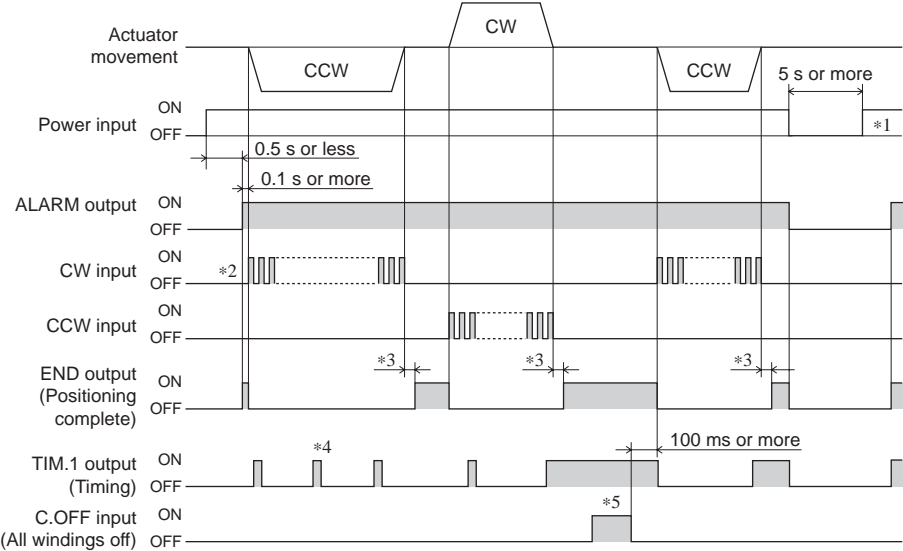 Actuator
movement
CCW
CW
CCW
5 s or more
Power input
ON
OFF
*1
0.5 s or less
0.1 s or more
ALARM output
ON
OFF
CW input
ON
OFF
*2
CCW input
ON
OFF
END output
(Positioning
complete)
ON
OFF
*3
*3
*3
100 ms or more
TIM.1 output
(Timing)
ON
OFF
*4
C.OFF input
(All windings off)
ON
OFF
*5